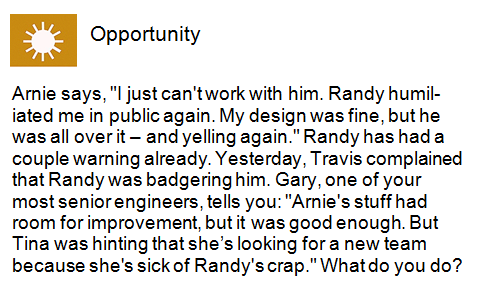 Opportunity
Arnie says, "I just can't work with him. Randy humil-
iated me in public again. My design was fine, but he
was all over it – and yelling again." Randy has had a
couple warning already. Yesterday, Travis complained
that Randy was badgering him. Gary, one of your
most senior engineers, tells you: "Arnie's stuff had
room for improvement, but it was good enough. But
Tina was hinting that she’s looking for a new team
because she's sick of Randy's crap." What do you do?